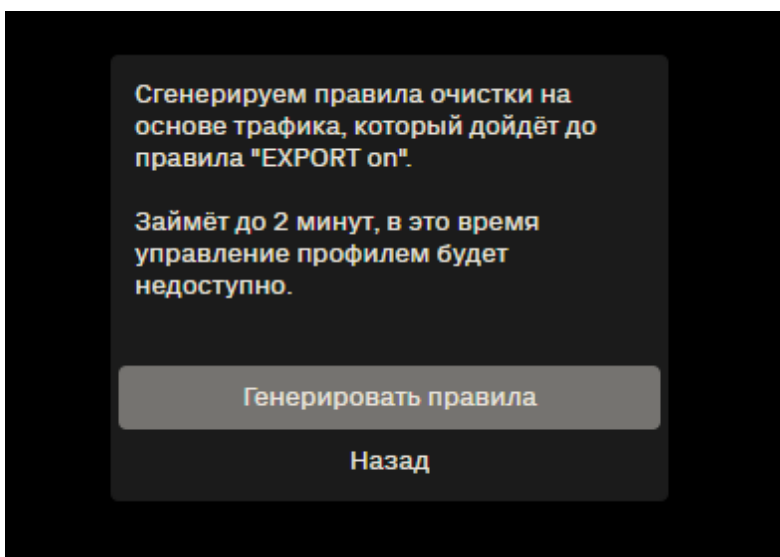 Сгенерируем правила очистки на
основе трафика, который дойдёт до
правила "EXPORT on".
Займёт до 2 минут, в это время
управление профилем будет
недоступно.
Генерировать правила
Назад